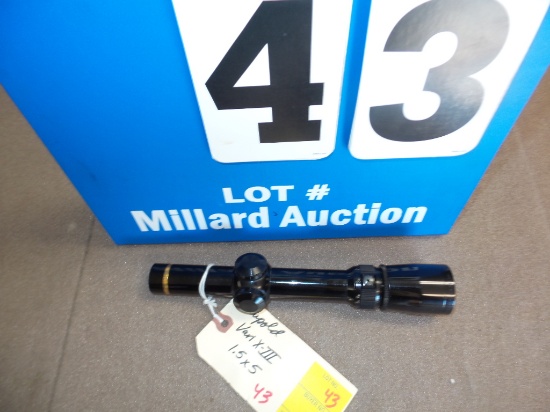 43
LOT #
Millard Auction
Leupold
Vari X-III
1.5x5
43
43